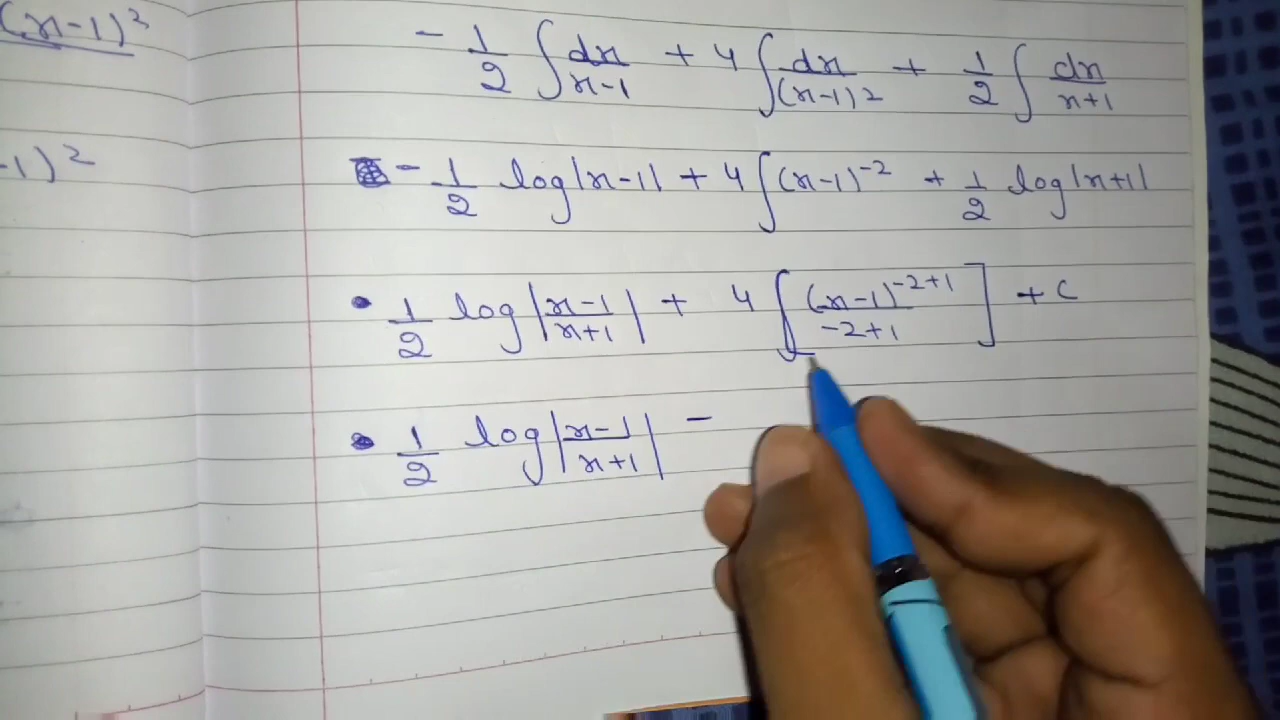 (x-1)²
-1)²
- 1/2 ∫ dx/(x-1) + 4 ∫ dx/(x-1)2 + 1/2 ∫ dx/(x+1)
- 1/2 log|x-1| + 4 ∫ (x-1)⁻² + 1/2 log|x+1|
• 1/2 log |(x-1)/(x+1)| + 4 [ (x-1)⁻²⁺¹/(-2+1) ] + c
• 1/2 log |(x-1)/(x+1)| -